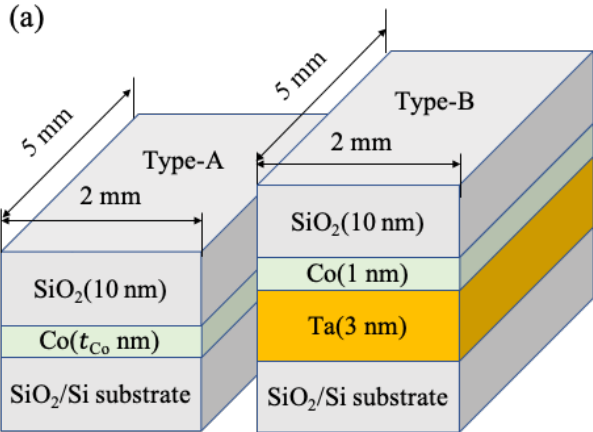 (a)
5 mm
2 mm
Type-A
SiO₂(10 nm)
Co(t_Co nm)
SiO₂/Si substrate
5 mm
2 mm
Type-B
SiO₂(10 nm)
Co(1 nm)
Ta(3 nm)
SiO₂/Si substrate